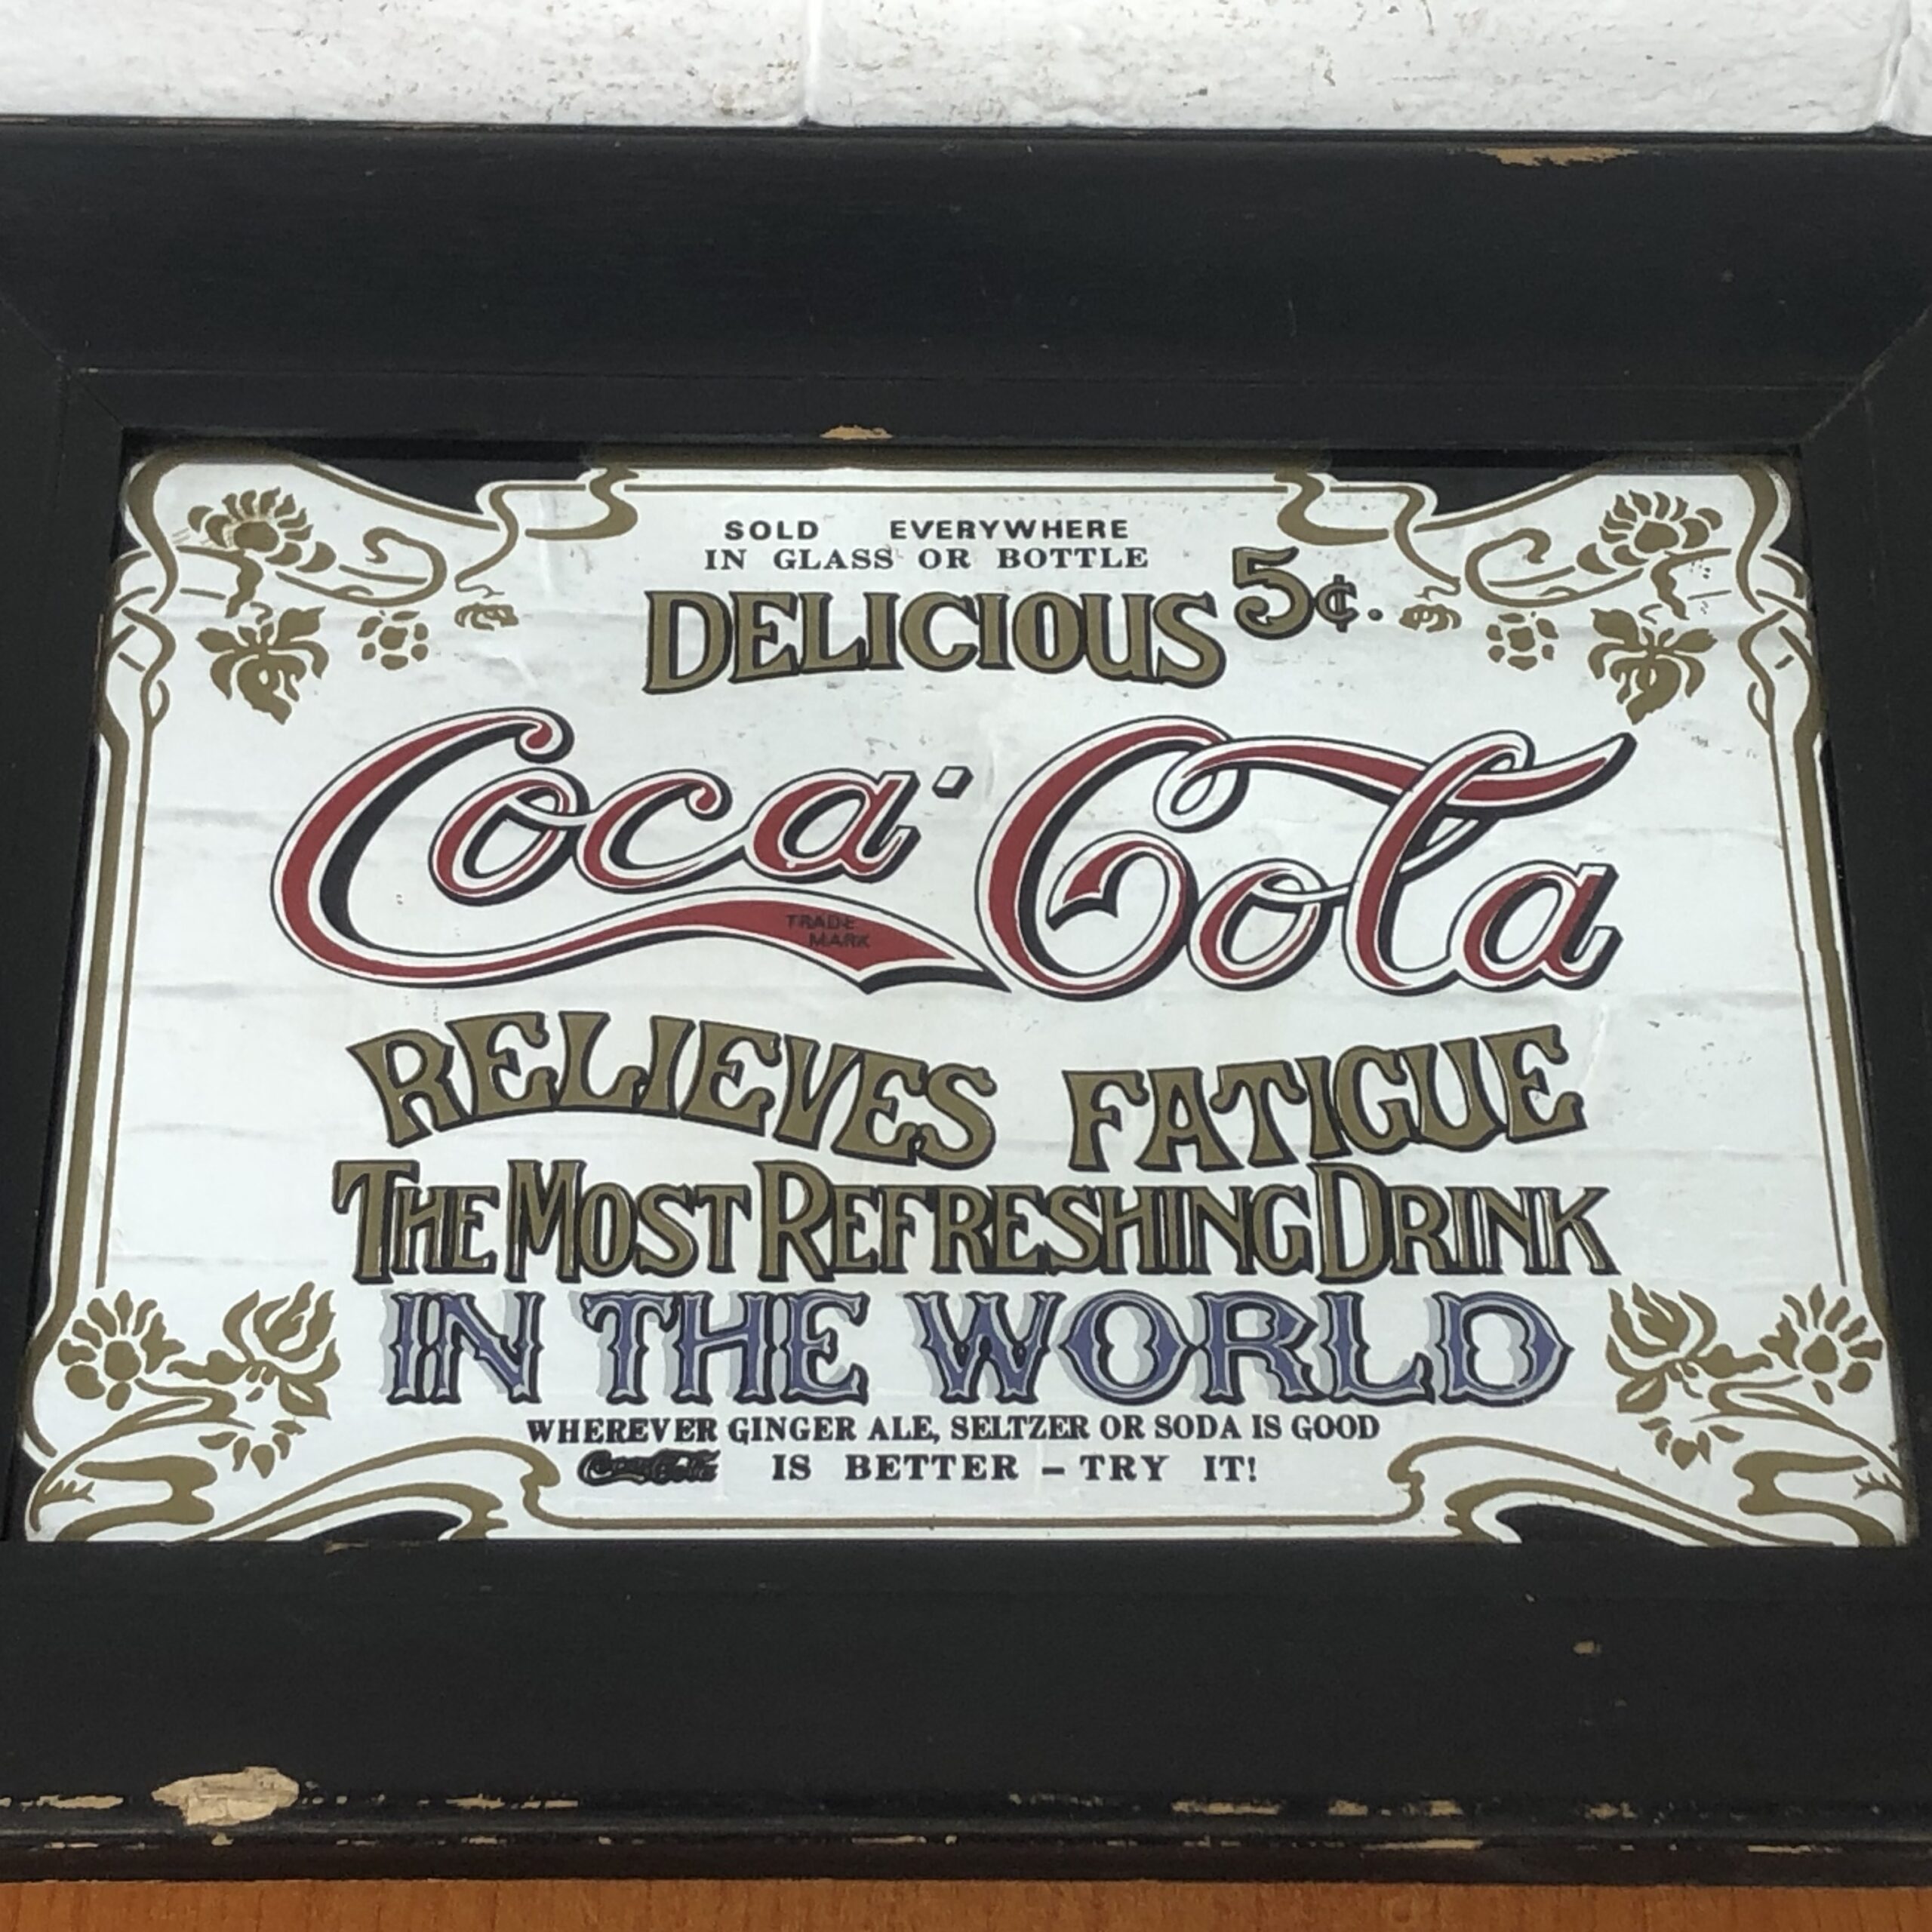 SOLD EVERYWHERE
IN GLASS OR BOTTLE
DELICIOUS 5¢.
Coca-Cola
TRADE
MARK
RELIEVES FATIGUE
THE MOST REFRESHING DRINK
IN THE WORLD
WHEREVER GINGER ALE, SELTZER OR SODA IS GOOD
Coca-Cola IS BETTER – TRY IT!